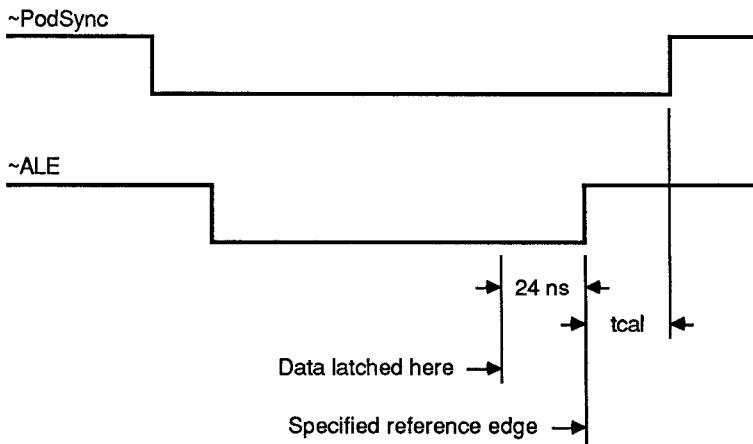 ~PodSync
~ALE
24 ns
tcal
Data latched here
Specified reference edge